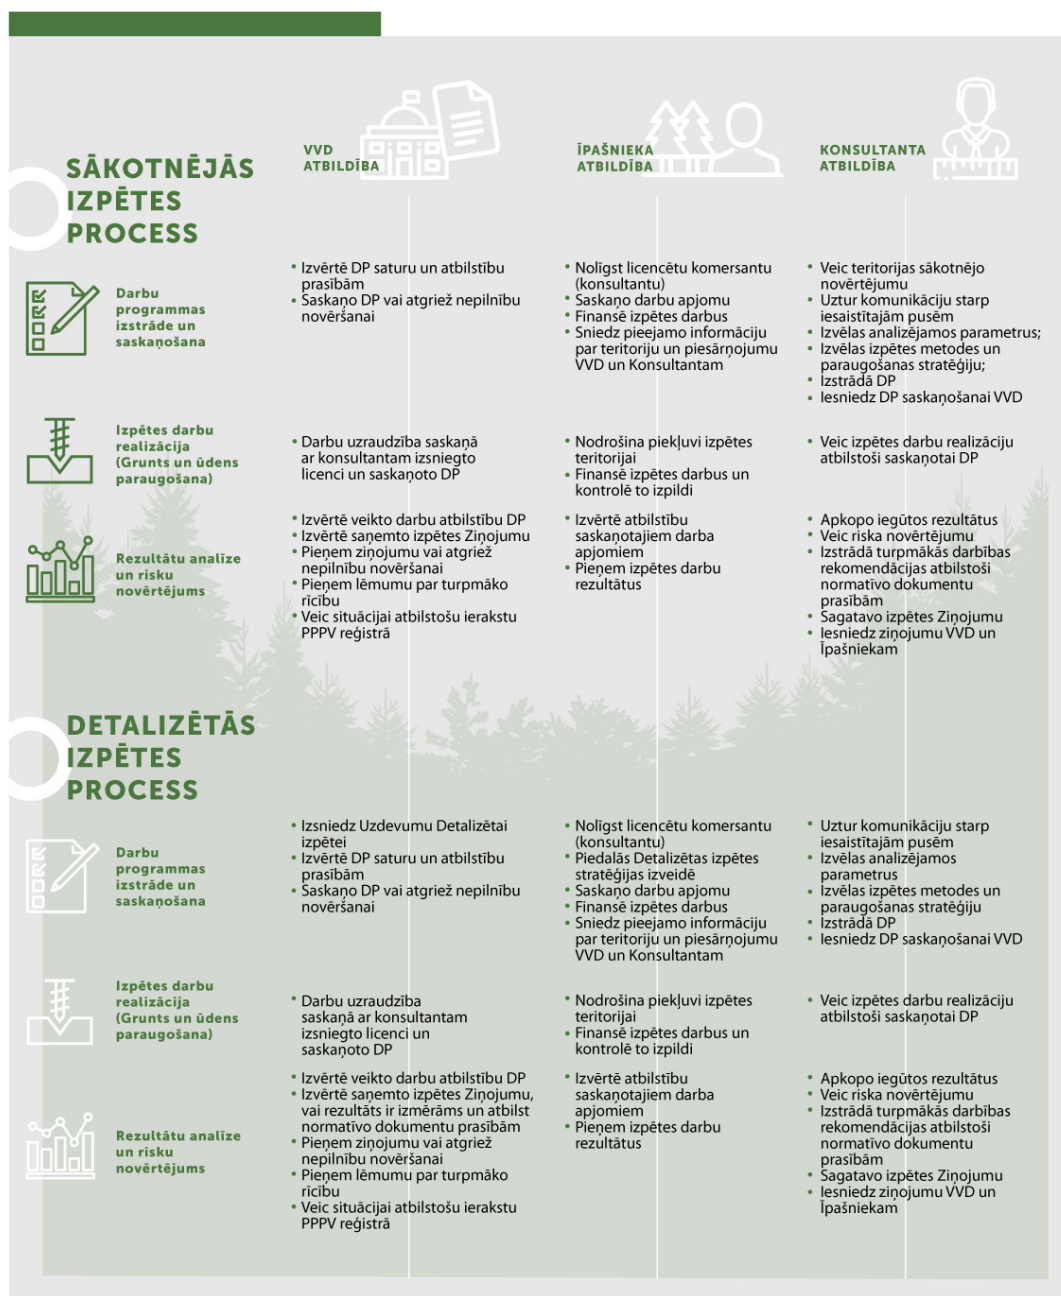 VVD
ATBILDĪBA
ĪPAŠNIEKA
ATBILDĪBA
KONSULTANTA
ATBILDĪBA
SĀKOTNĒJĀS
IZPĒTES
PROCESS
Darbu
programmas
izstrāde un
saskaņošana
• Izvērtē DP saturu un atbilstību
prasībām
• Saskaņo DP vai atgriež nepilnību
novēršanai
• Nolīgst licencētu komersantu
(konsultantu)
• Saskaņo darbu apjomu
• Finansē izpētes darbus
• Sniedz pieejamo informāciju
par teritoriju un piesārņojumu
VVD un Konsultantam
• Veic teritorijas sākotnējo
novērtējumu
• Uztur komunikāciju starp
iesaistītajām pusēm
• Izvēlas analizējamos parametrus;
• Izvēlas izpētes metodes un
paraugošanas stratēģiju;
• Izstrādā DP
• Iesniedz DP saskaņošanai VVD
Izpētes darbu
realizācija
(Grunts un ūdens
paraugošana)
• Darbu uzraudzība saskaņā
ar konsultantam izsniegto
licenci un saskaņoto DP
• Nodrošina piekļuvi izpētes
teritorijai
• Finansē izpētes darbus un
kontrolē to izpildi
• Veic izpētes darbu realizāciju
atbilstoši saskaņotai DP
Rezultātu analīze
un risku
novērtējums
• Izvērtē veikto darbu atbilstību DP
• Izvērtē saņemto izpētes Ziņojumu
• Pieņem ziņojumu vai atgriež
nepilnību novēršanai
• Pieņem lēmumu par turpmāko
rīcību
• Veic situācijai atbilstošu ierakstu
PPPV reģistrā
• Izvērtē atbilstību
saskaņotajiem darba
apjomiem
• Pieņem izpētes darbu
rezultātus
• Apkopo iegūtos rezultātus
• Veic riska novērtējumu
• Izstrādā turpmākās darbības
rekomendācijas atbilstoši
normatīvo dokumentu
prasībām
• Sagatavo izpētes Ziņojumu
• Iesniedz ziņojumu VVD un
Īpašniekam
DETALIZĒTĀS
IZPĒTES
PROCESS
Darbu
programmas
izstrāde un
saskaņošana
• Izsniedz Uzdevumu Detalizētai
izpētei
• Izvērtē DP saturu un atbilstību
prasībām
• Saskaņo DP vai atgriež nepilnību
novēršanai
• Nolīgst licencētu komersantu
(konsultantu)
• Piedalās Detalizētas izpētes
stratēģijas izveidē
• Saskaņo darbu apjomu
• Finansē izpētes darbus
• Sniedz pieejamo informāciju
par teritoriju un piesārņojumu
VVD un Konsultantam
• Uztur komunikāciju starp
iesaistītajām pusēm
• Izvēlas analizējamos
parametrus
• Izvēlas izpētes metodes un
paraugošanas stratēģiju
• Izstrādā DP
• Iesniedz DP saskaņošanai VVD
Izpētes darbu
realizācija
(Grunts un ūdens
paraugošana)
• Darbu uzraudzība
saskaņā ar konsultantam
izsniegto licenci un
saskaņoto DP
• Nodrošina piekļuvi izpētes
teritorijai
• Finansē izpētes darbus un
kontrolē to izpildi
• Veic izpētes darbu realizāciju
atbilstoši saskaņotai DP
Rezultātu analīze
un risku
novērtējums
• Izvērtē veikto darbu atbilstību DP
• Izvērtē saņemto izpētes Ziņojumu,
vai rezultāts ir izmērāms un atbilst
normatīvo dokumentu prasībām
• Pieņem ziņojumu vai atgriež
nepilnību novēršanai
• Pieņem lēmumu par turpmāko
rīcību
• Veic situācijai atbilstošu ierakstu
PPPV reģistrā
• Izvērtē atbilstību
saskaņotajiem darba
apjomiem
• Pieņem izpētes darbu
rezultātus
• Apkopo iegūtos rezultātus
• Veic riska novērtējumu
• Izstrādā turpmākās darbības
rekomendācijas atbilstoši
normatīvo dokumentu
prasībām
• Sagatavo izpētes Ziņojumu
• Iesniedz ziņojumu VVD un
Īpašniekam